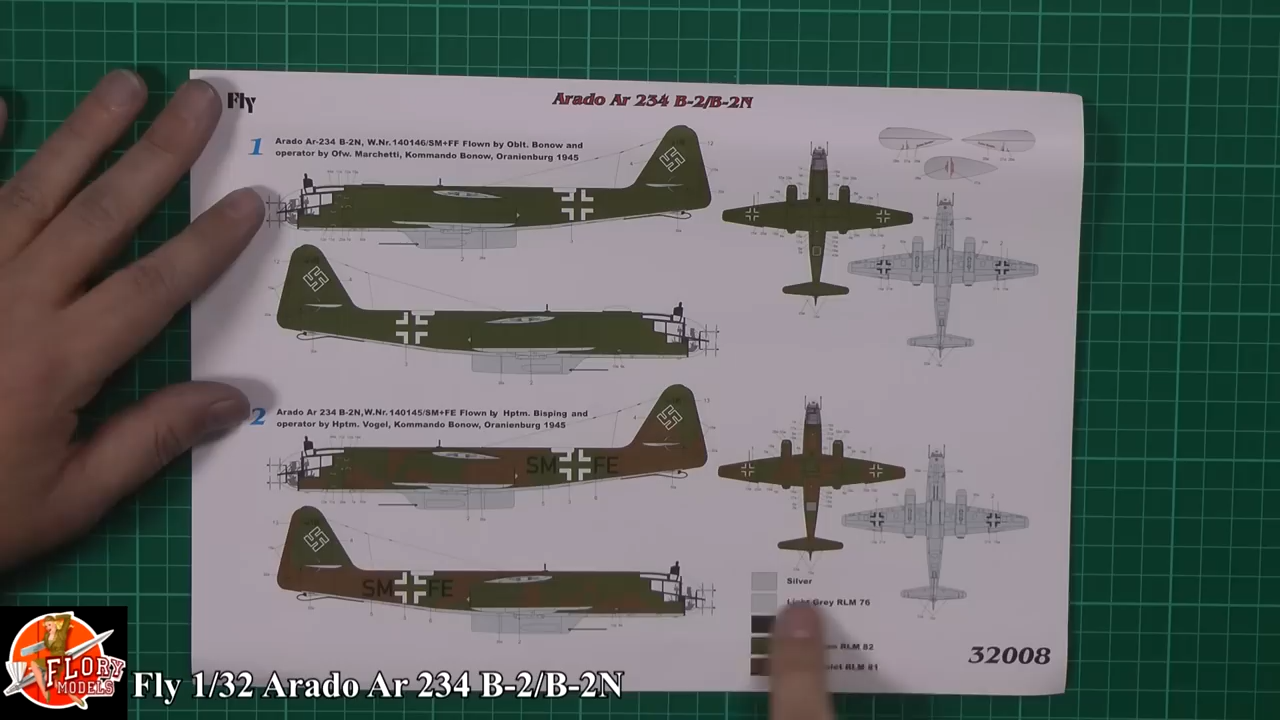 Fly
Arado Ar 234 B-2/B-2N
1
Arado Ar-234 B-2N, W.Nr.140146/SM+FF Flown by Oblt. Bonow and
operator by Ofw. Marchetti, Kommando Bonow, Oranienburg 1945
2
Arado Ar 234 B-2N,W.Nr.140145/SM+FE Flown by Hptm. Bisping and
operator by Hptm. Vogel, Kommando Bonow, Oranienburg 1945
SM FE
SM FE
Silver
Light Grey RLM 76
RLM 82
RLM 81
32008
FLORY
MODELS
Fly 1/32 Arado Ar 234 B-2/B-2N